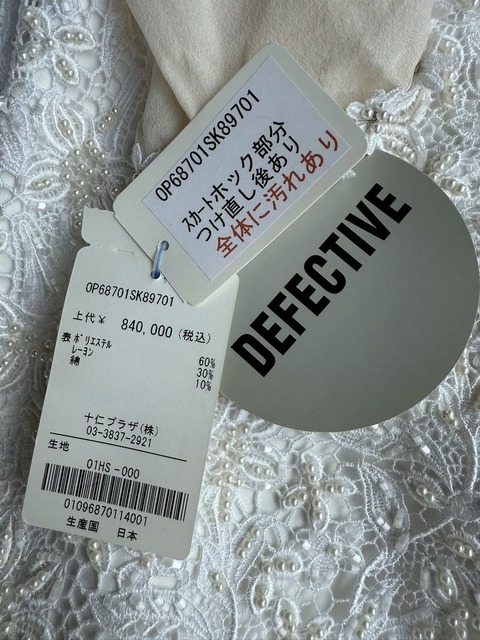 OP68701SK89701
スカートホック部分
つけ直し後あり
全体に汚れあり
DEFECTIVE
OP68701SK89701
上代¥ 840,000 (税込)
表ポリエステル 60%
レーヨン 30%
綿 10%
十仁プラザ(株)
03-3837-2921
生地
01HS-000
01096870114001
生産国 日本